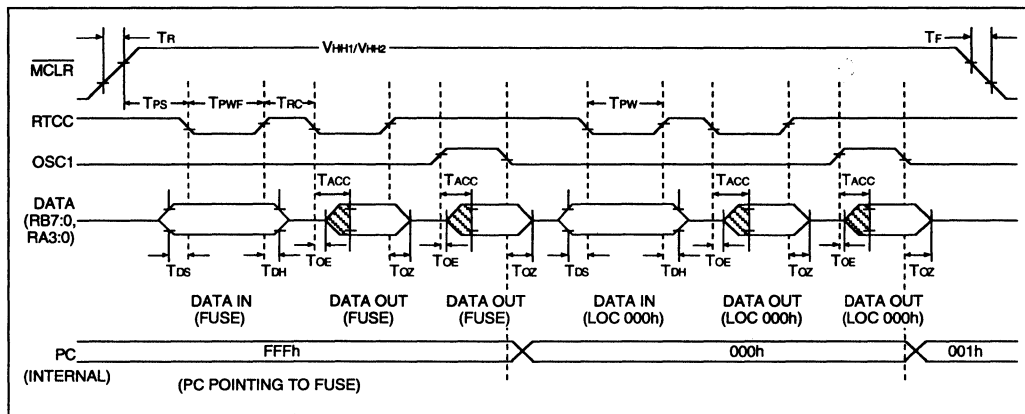 TR VHH1/VHH2 TF
MCLR
TPS TPWF TRC TPW
RTCC
OSC1
TACC TACC TACC TACC
DATA
(RB7:0,
RA3:0)
TDS TDH TOE TOZ TOE TOZ TDS TDH TOE TOZ TOE TOZ
DATA IN DATA OUT DATA OUT DATA IN DATA OUT DATA OUT
(FUSE) (FUSE) (FUSE) (LOC 000h) (LOC 000h) (LOC 000h)
PC FFFh 000h 001h
(INTERNAL)
(PC POINTING TO FUSE)